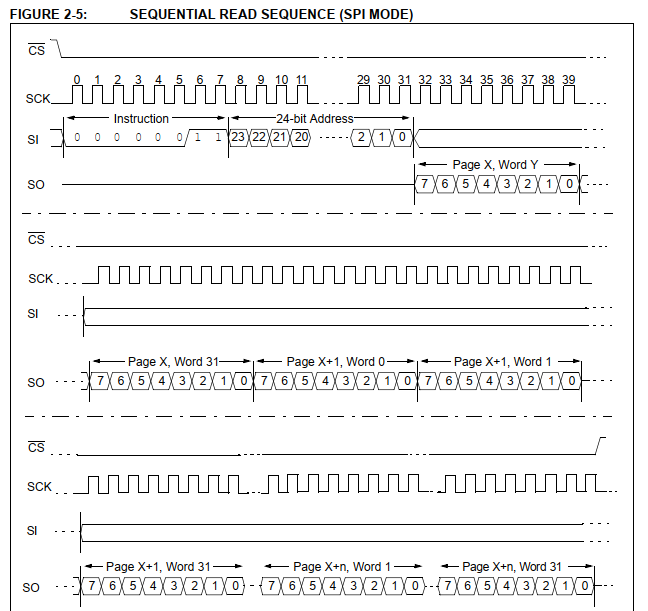 FIGURE 2-5: SEQUENTIAL READ SEQUENCE (SPI MODE)
CS
0 1 2 3 4 5 6 7 8 9 10 11 29 30 31 32 33 34 35 36 37 38 39
SCK
Instruction 24-bit Address
SI 0 0 0 0 0 0 1 1 23 22 21 20 2 1 0
Page X, Word Y
SO 7 6 5 4 3 2 1 0
CS
SCK
SI
Page X, Word 31 Page X+1, Word 0 Page X+1, Word 1
SO 7 6 5 4 3 2 1 0 7 6 5 4 3 2 1 0 7 6 5 4 3 2 1 0
CS
SCK
SI
Page X+1, Word 31 Page X+n, Word 1 Page X+n, Word 31
SO 7 6 5 4 3 2 1 0 7 6 5 4 3 2 1 0 7 6 5 4 3 2 1 0